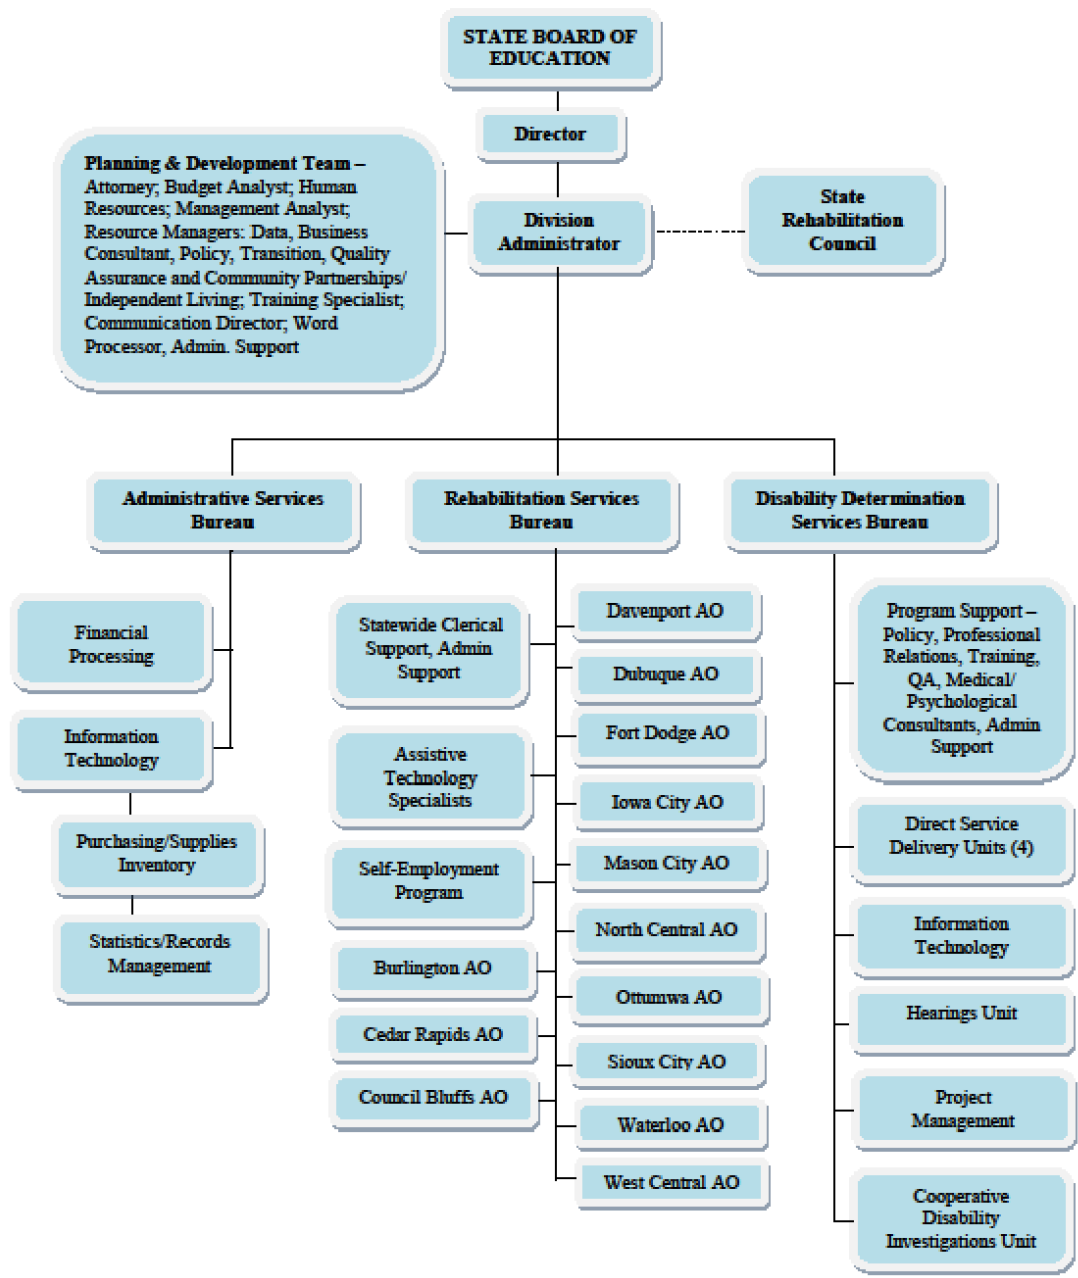 STATE BOARD OF
EDUCATION
Director
Planning & Development Team –
Attorney; Budget Analyst; Human
Resources; Management Analyst;
Resource Managers: Data, Business
Consultant, Policy, Transition, Quality
Assurance and Community Partnerships/
Independent Living; Training Specialist;
Communication Director; Word
Processor, Admin. Support
Division
Administrator
State
Rehabilitation
Council
Administrative Services
Bureau
Rehabilitation Services
Bureau
Disability Determination
Services Bureau
Financial
Processing
Information
Technology
Purchasing/Supplies
Inventory
Statistics/Records
Management
Statewide Clerical
Support, Admin
Support
Assistive
Technology
Specialists
Self-Employment
Program
Burlington AO
Cedar Rapids AO
Council Bluffs AO
Davenport AO
Dubuque AO
Fort Dodge AO
Iowa City AO
Mason City AO
North Central AO
Ottumwa AO
Sioux City AO
Waterloo AO
West Central AO
Program Support –
Policy, Professional
Relations, Training,
QA, Medical/
Psychological
Consultants, Admin
Support
Direct Service
Delivery Units (4)
Information
Technology
Hearings Unit
Project
Management
Cooperative
Disability
Investigations Unit